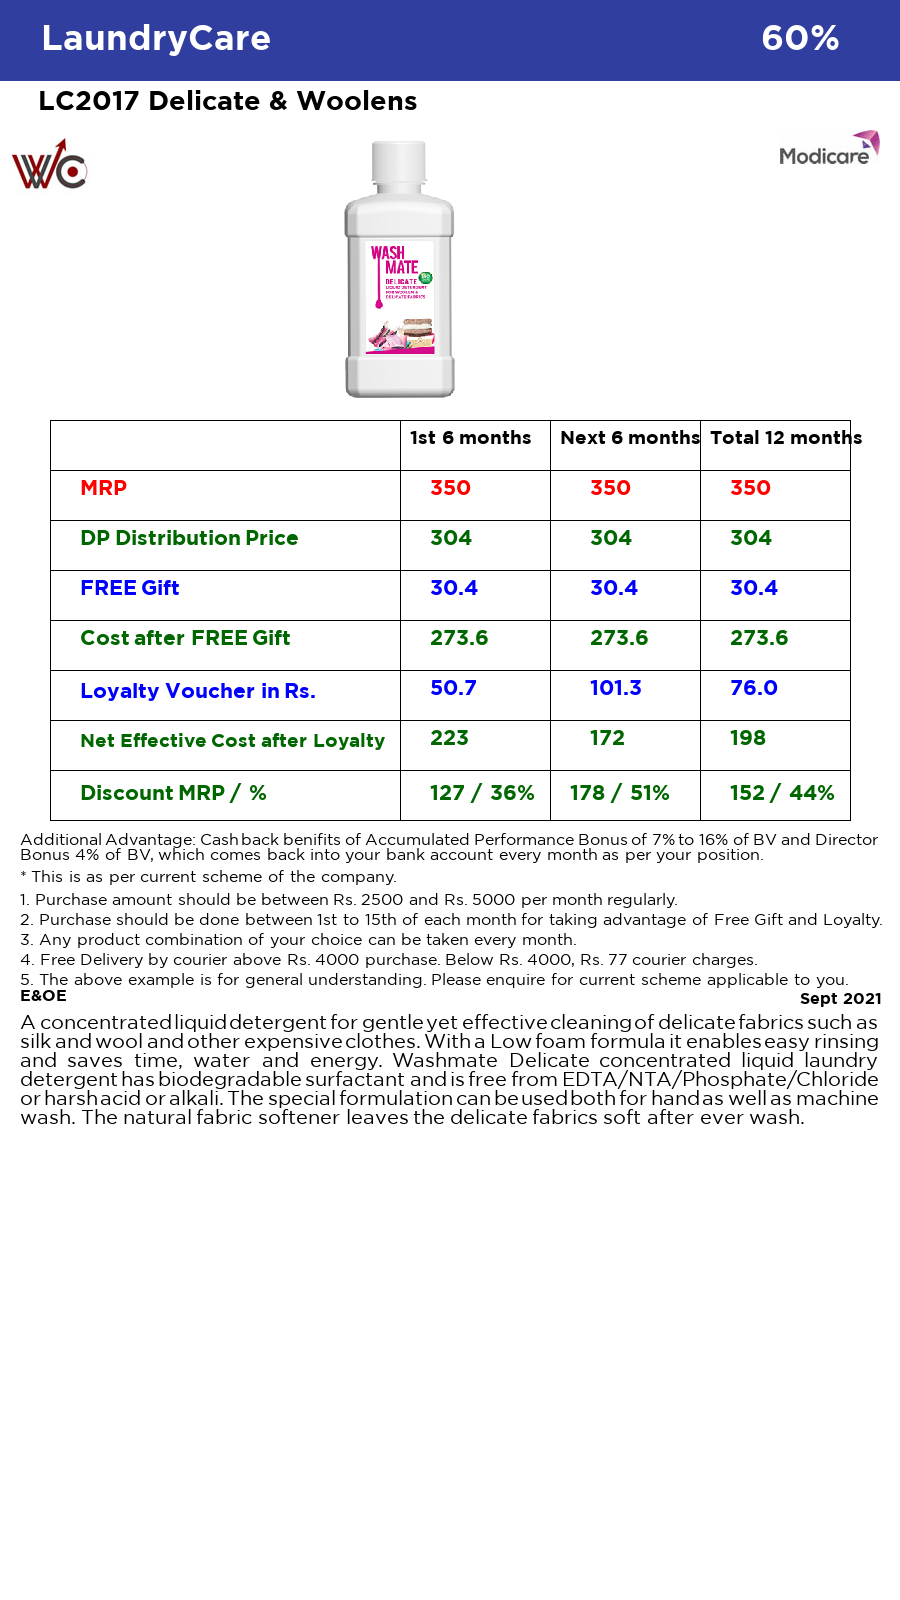 LaundryCare 60%
LC2017 Delicate & Woolens
WC
Modicare
WASH
MATE
DELICATE
LIQUID DETERGENT
FOR WOOLEN &
DELICATE FABRICS
1st 6 months Next 6 months Total 12 months
MRP 350 350 350
DP Distribution Price 304 304 304
FREE Gift 30.4 30.4 30.4
Cost after FREE Gift 273.6 273.6 273.6
Loyalty Voucher in Rs. 50.7 101.3 76.0
Net Effective Cost after Loyalty 223 172 198
Discount MRP / % 127 / 36% 178 / 51% 152 / 44%
Additional Advantage: Cashback benifits of Accumulated Performance Bonus of 7% to 16% of BV and Director
Bonus 4% of BV, which comes back into your bank account every month as per your position.
* This is as per current scheme of the company.
1. Purchase amount should be between Rs. 2500 and Rs. 5000 per month regularly.
2. Purchase should be done between 1st to 15th of each month for taking advantage of Free Gift and Loyalty.
3. Any product combination of your choice can be taken every month.
4. Free Delivery by courier above Rs. 4000 purchase. Below Rs. 4000, Rs. 77 courier charges.
5. The above example is for general understanding. Please enquire for current scheme applicable to you.
E&OE Sept 2021
A concentrated liquid detergent for gentle yet effective cleaning of delicate fabrics such as
silk and wool and other expensive clothes. With a Low foam formula it enables easy rinsing
and saves time, water and energy. Washmate Delicate concentrated liquid laundry
detergent has biodegradable surfactant and is free from EDTA/NTA/Phosphate/Chloride
or harsh acid or alkali. The special formulation can be used both for hand as well as machine
wash. The natural fabric softener leaves the delicate fabrics soft after ever wash.